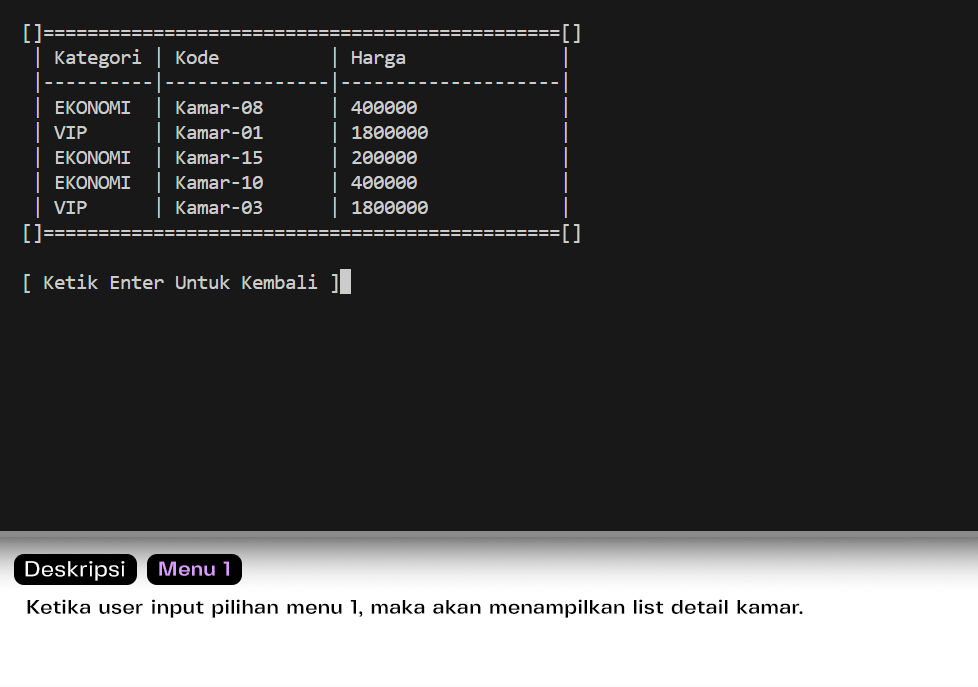 []===============================================[]
| Kategori | Kode          | Harga              |
|----------|---------------|--------------------|
| EKONOMI  | Kamar-08      | 400000             |
| VIP      | Kamar-01      | 1800000            |
| EKONOMI  | Kamar-15      | 200000             |
| EKONOMI  | Kamar-10      | 400000             |
| VIP      | Kamar-03      | 1800000            |
[]===============================================[]
[ Ketik Enter Untuk Kembali ]
Deskripsi Menu 1
Ketika user input pilihan menu 1, maka akan menampilkan list detail kamar.